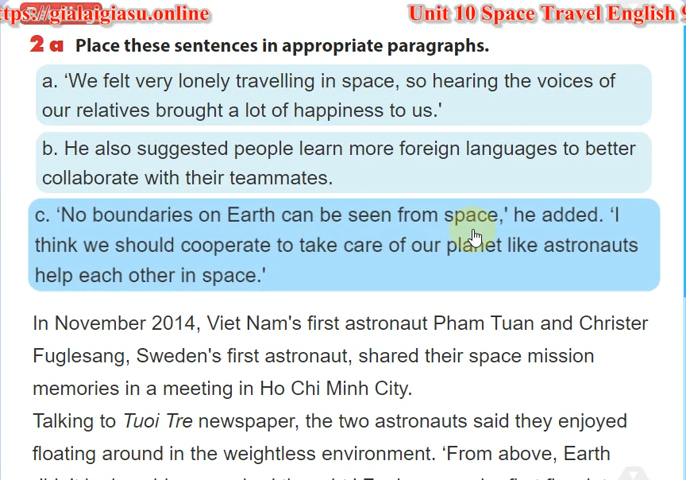 ttps://gialaigiasu.online
Unit 10 Space Travel English 9
2 a Place these sentences in appropriate paragraphs.
a. ‘We felt very lonely travelling in space, so hearing the voices of
our relatives brought a lot of happiness to us.'
b. He also suggested people learn more foreign languages to better
collaborate with their teammates.
c. ‘No boundaries on Earth can be seen from space,' he added. ‘I
think we should cooperate to take care of our planet like astronauts
help each other in space.'
In November 2014, Viet Nam's first astronaut Pham Tuan and Christer
Fuglesang, Sweden's first astronaut, shared their space mission
memories in a meeting in Ho Chi Minh City.
Talking to Tuoi Tre newspaper, the two astronauts said they enjoyed
floating around in the weightless environment. ‘From above, Earth